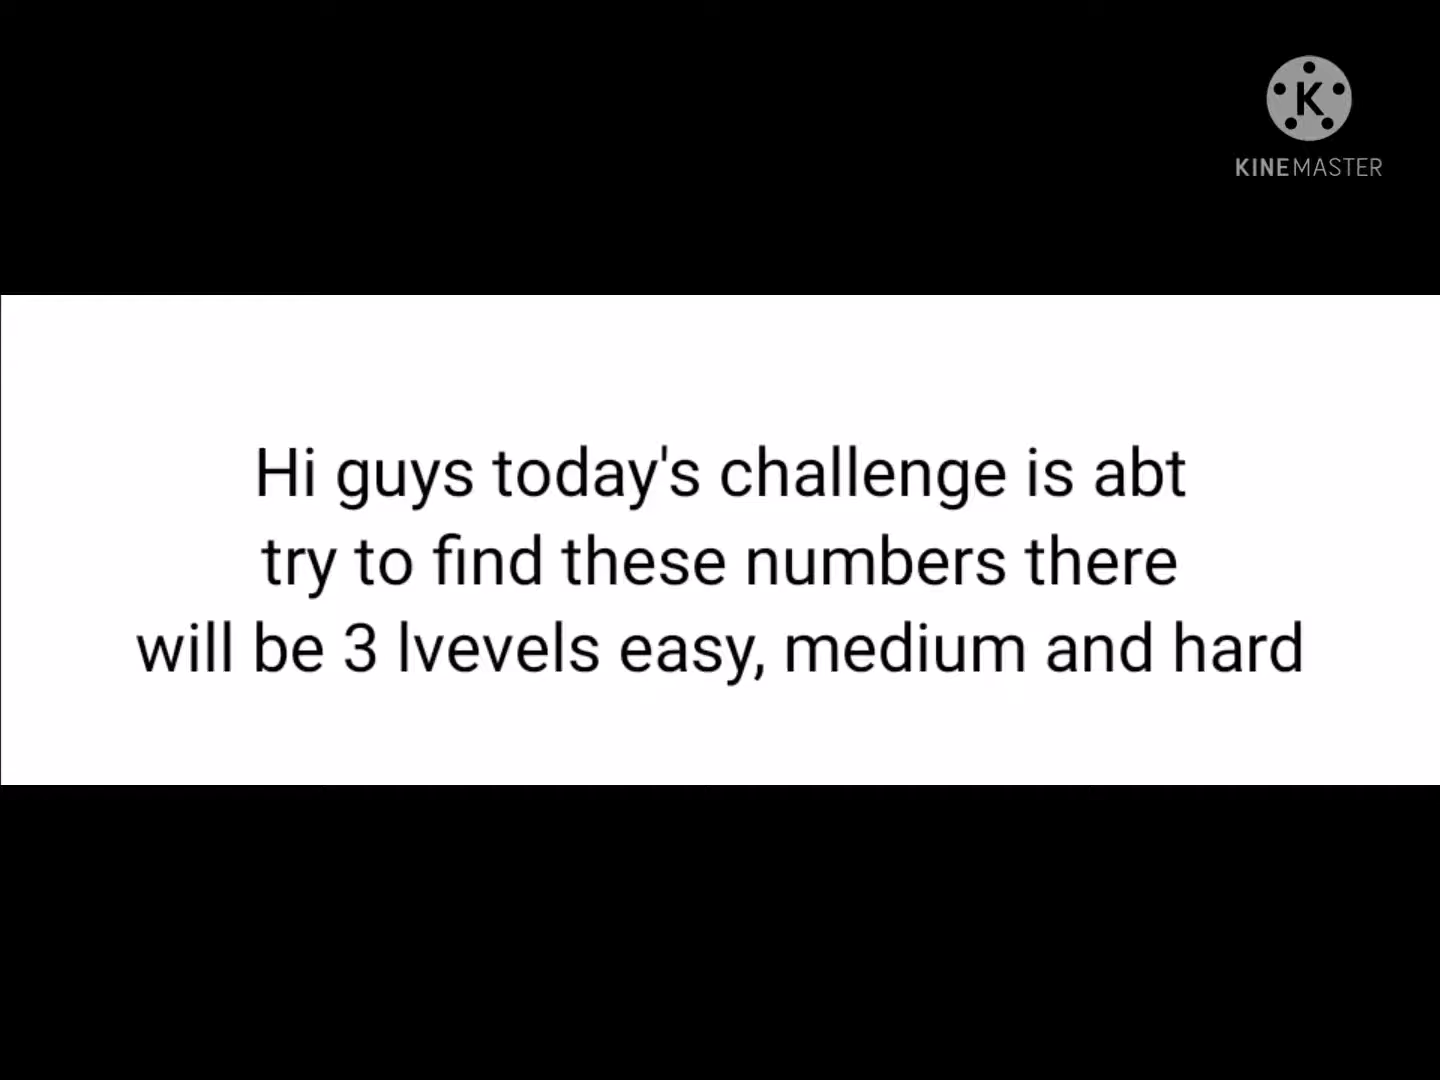 K
KINEMASTER
Hi guys today's challenge is abt
try to find these numbers there
will be 3 lvevels easy, medium and hard